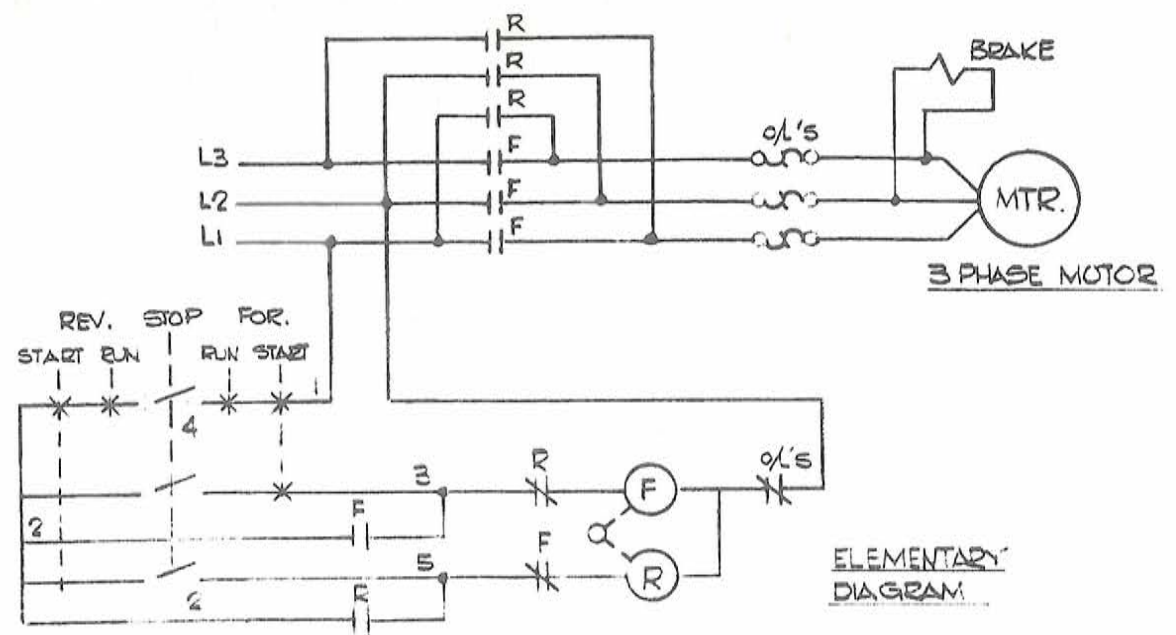 R
R
BRAKE
R
O/L'S
L3
F
L2
F
MTR.
L1
F
3 PHASE MOTOR
REV. STOP FOR.
START RUN RUN START
1
4
3
R
F
O/L'S
F
2
5
F
R
2
R
ELEMENTARY
DIAGRAM